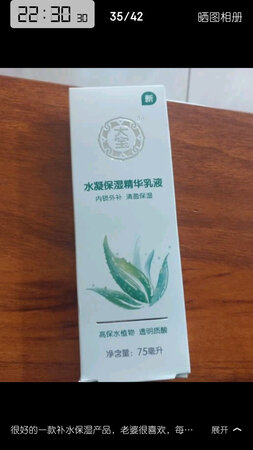 22:30:30
35/42
晒图相册
新
大宝
水凝保湿精华乳液
内锁外补 清盈保湿
高保水植物 透明质酸
净含量：75毫升
很好的一款补水保湿产品，老婆很喜欢，每…
展开